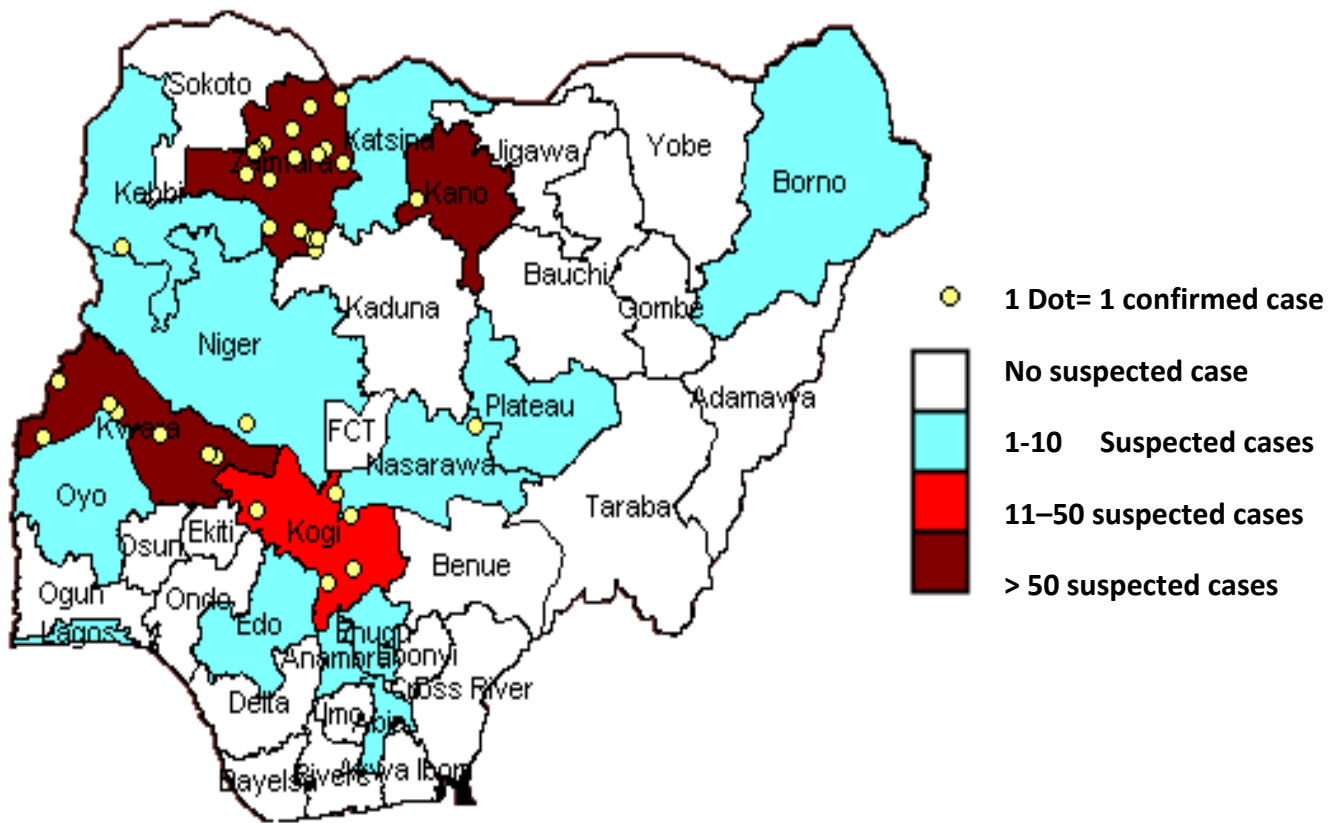 Sokoto
Katsina
Jigawa
Yobe
Zamfara
Kebbi
Kano
Borno
Bauchi
Kaduna
Gombe
Niger
Adamawa
Plateau
Kwara
FCT
Nasarawa
Oyo
Taraba
Ekiti
Kogi
Osun
Benue
Ogun
Ondo
Edo
Lagos
Enugu
Anambra
Ebonyi
Cross River
Delta
Imo
Abia
Bayelsa
Rivers
Akwa Ibom
1 Dot= 1 confirmed case
No suspected case
1-10 Suspected cases
11–50 suspected cases
> 50 suspected cases